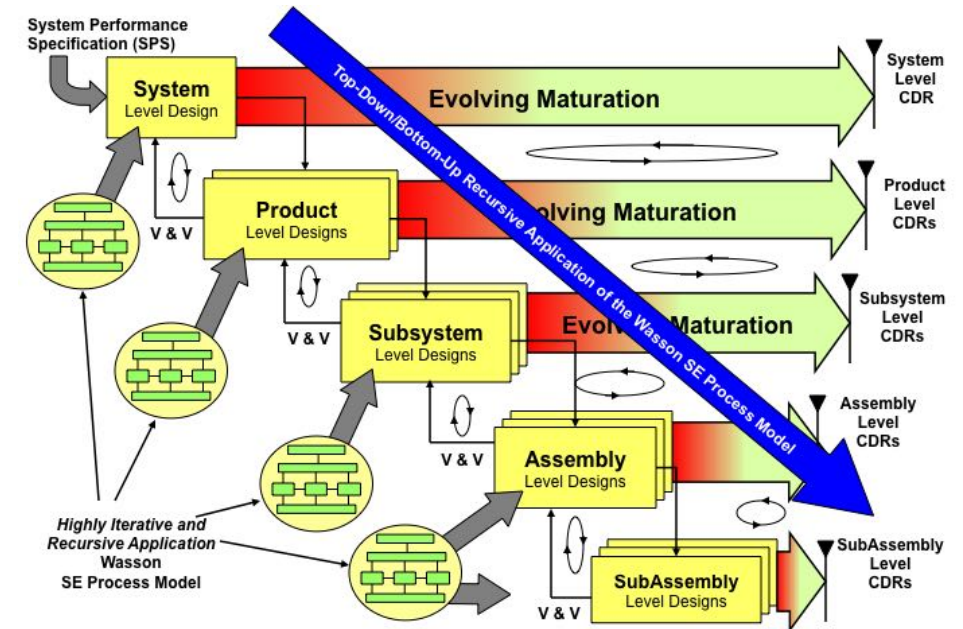 System Performance
Specification (SPS)
System
Level Design
Evolving Maturation
System
Level
CDR
Top-Down/Bottom-Up Recursive Application of the Wasson SE Process Model
V & V
Product
Level Designs
olving Maturation
Product
Level
CDRs
V & V
Subsystem
Level Designs
Evol
Maturation
Subsystem
Level
CDRs
V & V
Assembly
Level Designs
Assembly
Level
CDRs
Highly Iterative and
Recursive Application
Wasson
SE Process Model
V & V
SubAssembly
Level Designs
SubAssembly
Level
CDRs